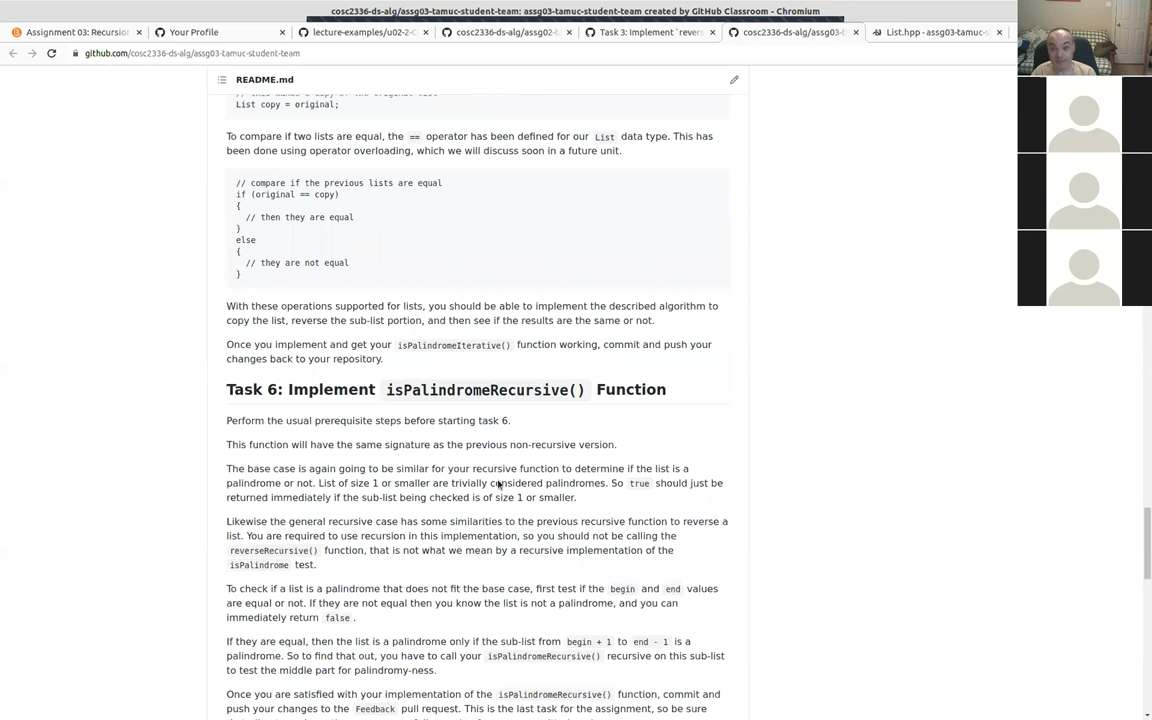 cosc2336-ds-alg/assg03-tamuc-student-team: assg03-tamuc-student-team created by GitHub Classroom - Chromium
Assignment 03: Recursio
Your Profile
lecture-examples/u02-2-C
cosc2336-ds-alg/assg02-t
Task 3: Implement `revers
cosc2336-ds-alg/assg03-t
List.hpp - assg03-tamuc-s
github.com/cosc2336-ds-alg/assg03-tamuc-student-team
README.md
List copy = original;
To compare if two lists are equal, the == operator has been defined for our List data type. This has
been done using operator overloading, which we will discuss soon in a future unit.
// compare if the previous lists are equal
if (original == copy)
{
// then they are equal
}
else
{
// they are not equal
}
With these operations supported for lists, you should be able to implement the described algorithm to
copy the list, reverse the sub-list portion, and then see if the results are the same or not.
Once you implement and get your isPalindromeIterative() function working, commit and push your
changes back to your repository.
Task 6: Implement isPalindromeRecursive() Function
Perform the usual prerequisite steps before starting task 6.
This function will have the same signature as the previous non-recursive version.
The base case is again going to be similar for your recursive function to determine if the list is a
palindrome or not. List of size 1 or smaller are trivially considered palindromes. So true should just be
returned immediately if the sub-list being checked is of size 1 or smaller.
Likewise the general recursive case has some similarities to the previous recursive function to reverse a
list. You are required to use recursion in this implementation, so you should not be calling the
reverseRecursive() function, that is not what we mean by a recursive implementation of the
isPalindrome test.
To check if a list is a palindrome that does not fit the base case, first test if the begin and end values
are equal or not. If they are not equal then you know the list is not a palindrome, and you can
immediately return false.
If they are equal, then the list is a palindrome only if the sub-list from begin + 1 to end - 1 is a
palindrome. So to find that out, you have to call your isPalindromeRecursive() recursive on this sub-list
to test the middle part for palindromy-ness.
Once you are satisfied with your implementation of the isPalindromeRecursive() function, commit and
push your changes to the Feedback pull request. This is the last task for the assignment, so be sure